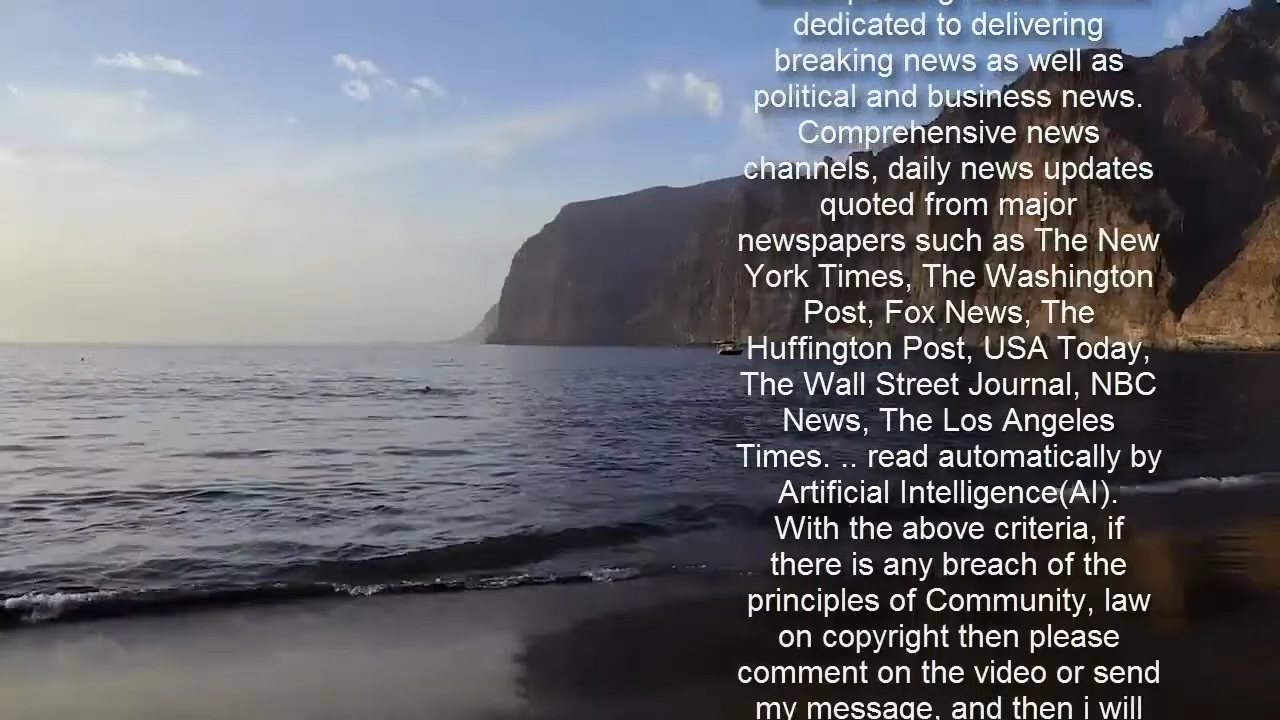 dedicated to delivering
breaking news as well as
political and business news.
Comprehensive news
channels, daily news updates
quoted from major
newspapers such as The New
York Times, The Washington
Post, Fox News, The
Huffington Post, USA Today,
The Wall Street Journal, NBC
News, The Los Angeles
Times. .. read automatically by
Artificial Intelligence(AI).
With the above criteria, if
there is any breach of the
principles of Community, law
on copyright then please
comment on the video or send
my message, and then i will